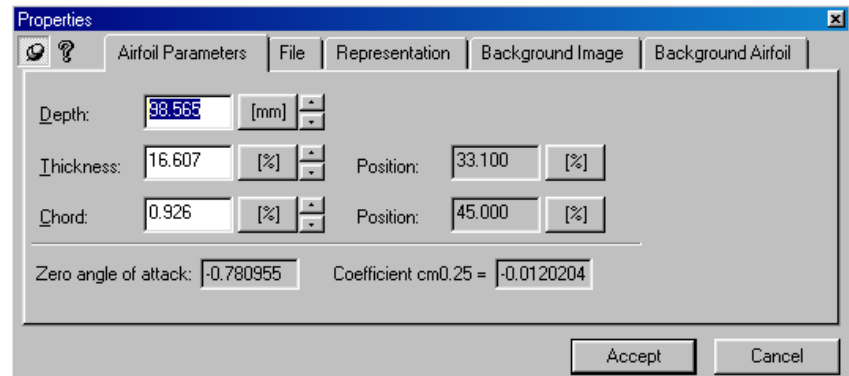 Properties
Airfoil Parameters File Representation Background Image Background Airfoil
Depth: 98.565 [mm]
Thickness: 16.607 [%] Position: 33.100 [%]
Chord: 0.926 [%] Position: 45.000 [%]
Zero angle of attack: -0.780955 Coefficient cm0.25 = -0.0120204
Accept Cancel